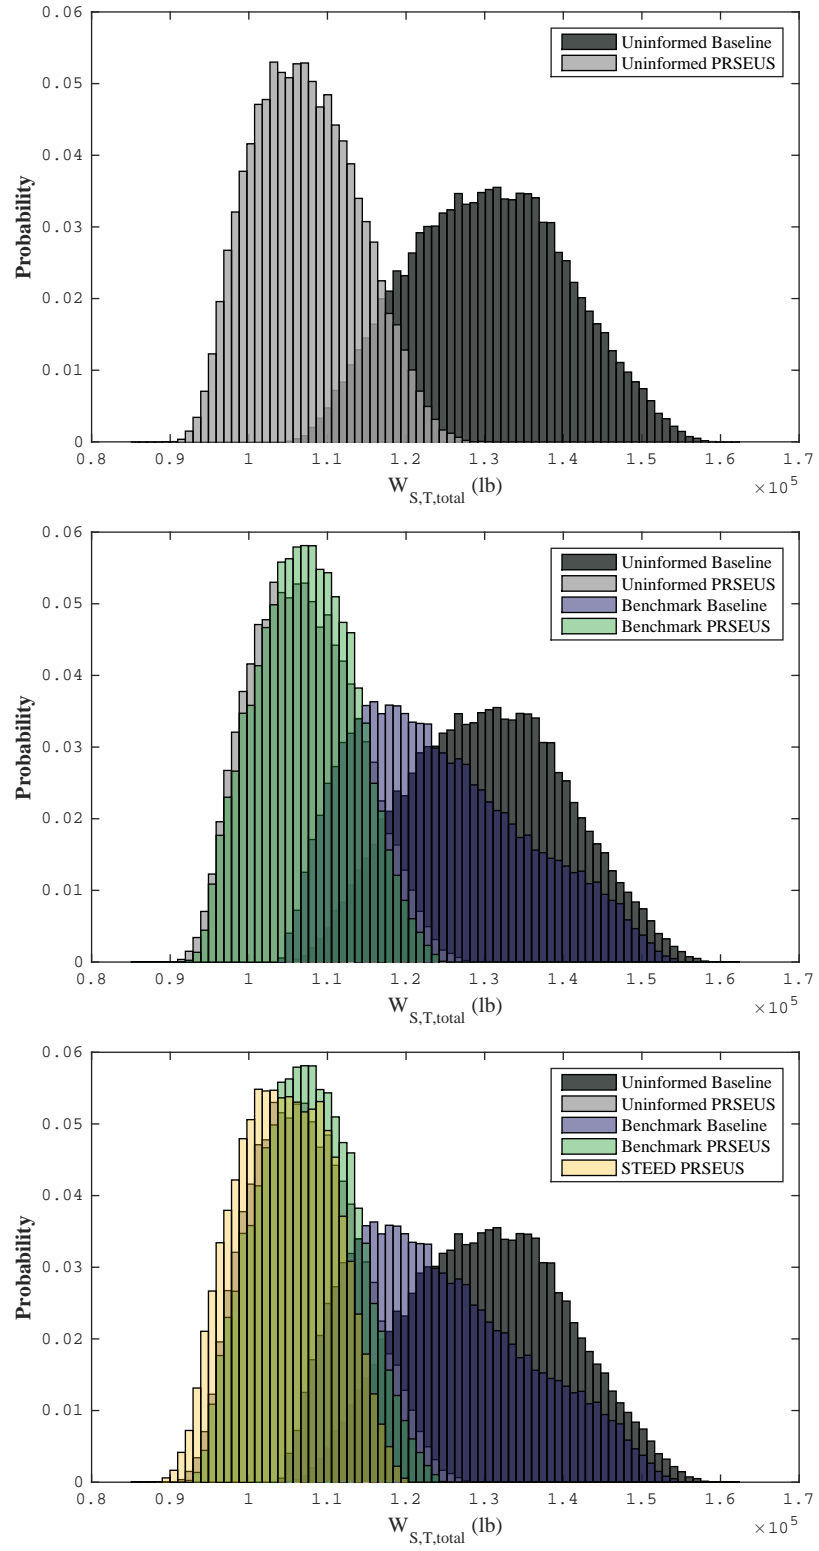 0.06
0.05
0.04
0.03
0.02
0.01
0
Probability
Uninformed Baseline
Uninformed PRSEUS
0.8 0.9 1 1.1 1.2 1.3 1.4 1.5 1.6 1.7
×10^5
W_S,T,total (lb)
0.06
0.05
0.04
0.03
0.02
0.01
0
Probability
Uninformed Baseline
Uninformed PRSEUS
Benchmark Baseline
Benchmark PRSEUS
0.8 0.9 1 1.1 1.2 1.3 1.4 1.5 1.6 1.7
×10^5
W_S,T,total (lb)
0.06
0.05
0.04
0.03
0.02
0.01
0
Probability
Uninformed Baseline
Uninformed PRSEUS
Benchmark Baseline
Benchmark PRSEUS
STEED PRSEUS
0.8 0.9 1 1.1 1.2 1.3 1.4 1.5 1.6 1.7
×10^5
W_S,T,total (lb)